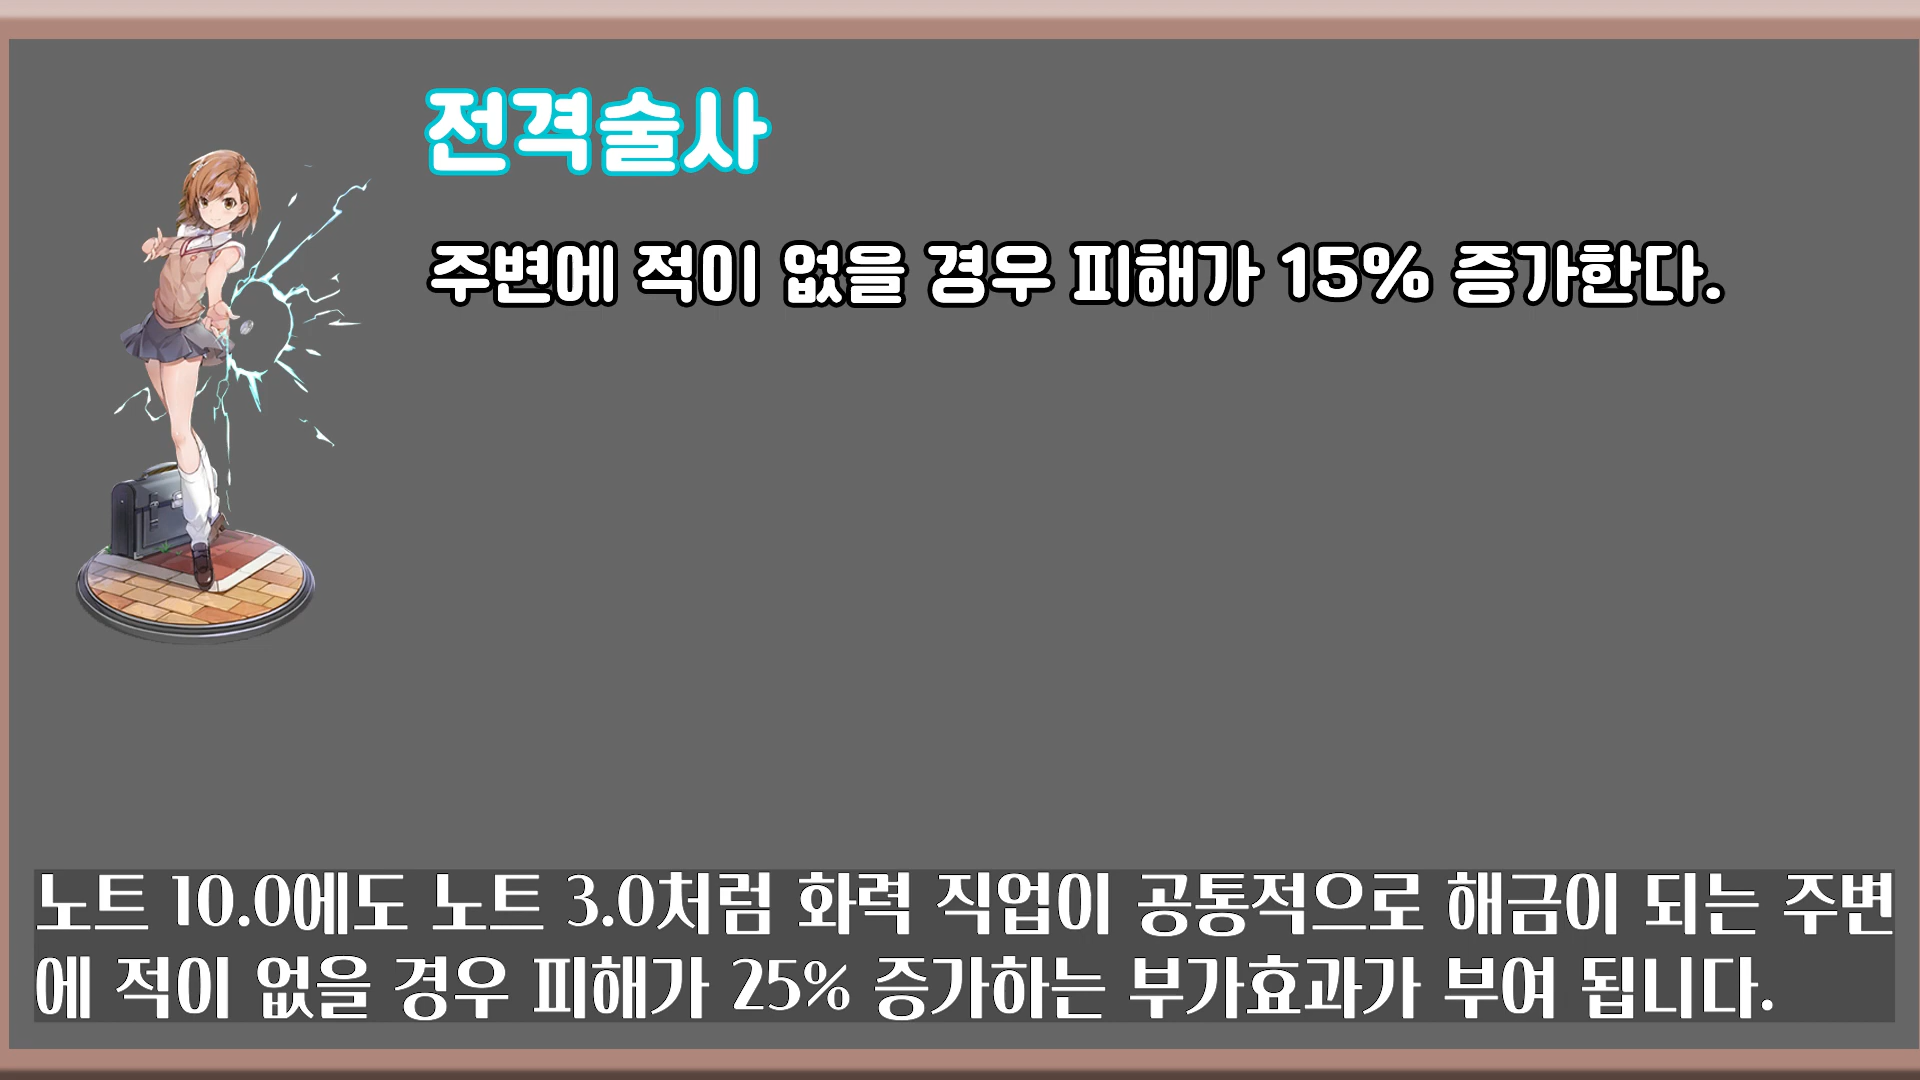 전격술사
주변에 적이 없을 경우 피해가 15% 증가한다.
노트 10.0에도 노트 3.0처럼 화력 직업이 공통적으로 해금이 되는 주변
에 적이 없을 경우 피해가 25% 증가하는 부가효과가 부여 됩니다.